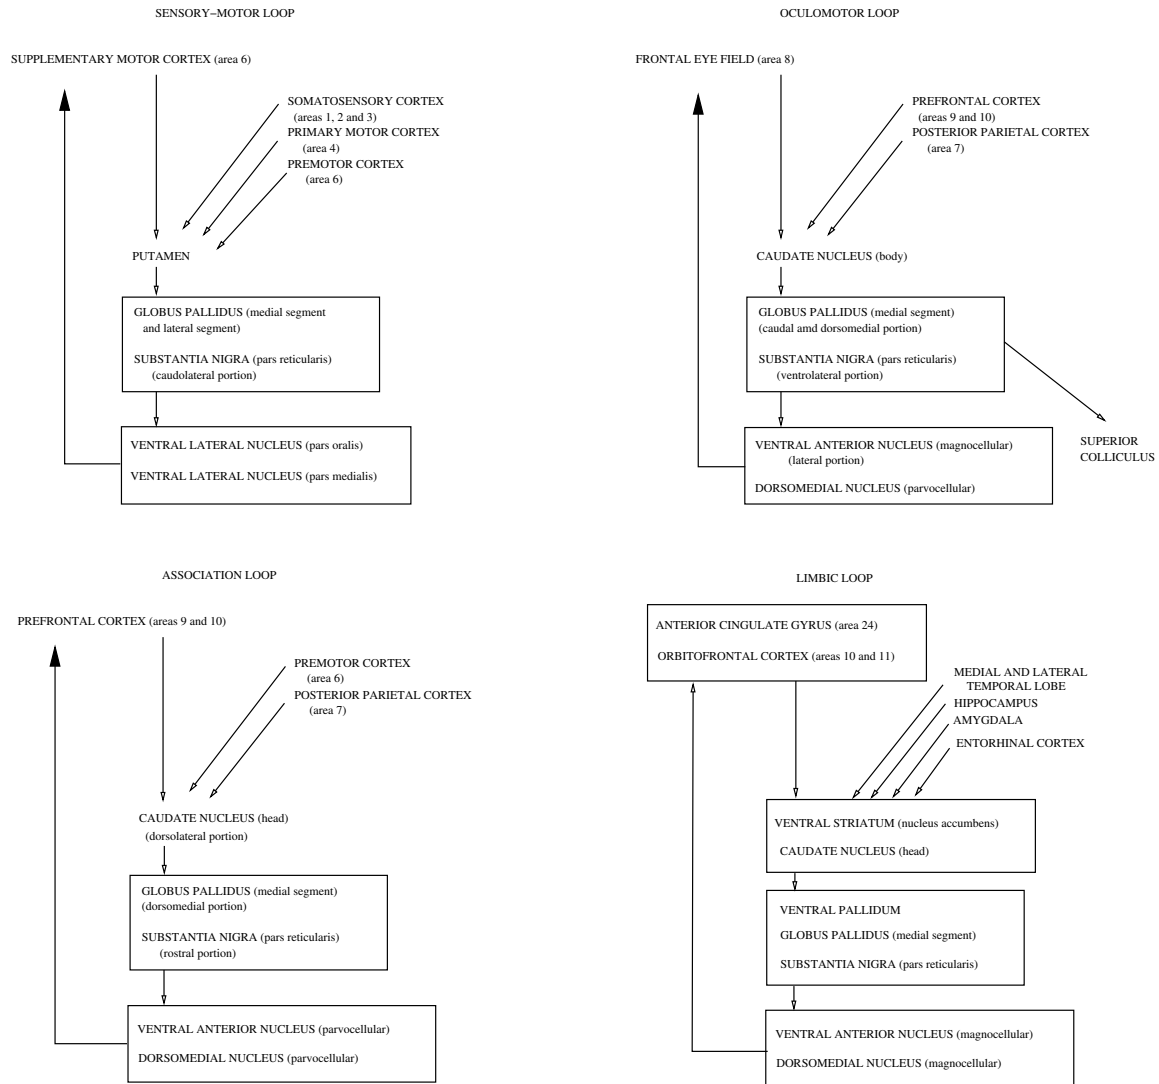 SENSORY−MOTOR LOOP
SUPPLEMENTARY MOTOR CORTEX (area 6)
SOMATOSENSORY CORTEX
(areas 1, 2 and 3)
PRIMARY MOTOR CORTEX
(area 4)
PREMOTOR CORTEX
(area 6)
PUTAMEN
GLOBUS PALLIDUS (medial segment
and lateral segment)
SUBSTANTIA NIGRA (pars reticularis)
(caudolateral portion)
VENTRAL LATERAL NUCLEUS (pars oralis)
VENTRAL LATERAL NUCLEUS (pars medialis)
OCULOMOTOR LOOP
FRONTAL EYE FIELD (area 8)
PREFRONTAL CORTEX
(areas 9 and 10)
POSTERIOR PARIETAL CORTEX
(area 7)
CAUDATE NUCLEUS (body)
GLOBUS PALLIDUS (medial segment)
(caudal amd dorsomedial portion)
SUBSTANTIA NIGRA (pars reticularis)
(ventrolateral portion)
VENTRAL ANTERIOR NUCLEUS (magnocellular)
(lateral portion)
DORSOMEDIAL NUCLEUS (parvocellular)
SUPERIOR
COLLICULUS
ASSOCIATION LOOP
PREFRONTAL CORTEX (areas 9 and 10)
PREMOTOR CORTEX
(area 6)
POSTERIOR PARIETAL CORTEX
(area 7)
CAUDATE NUCLEUS (head)
(dorsolateral portion)
GLOBUS PALLIDUS (medial segment)
(dorsomedial portion)
SUBSTANTIA NIGRA (pars reticularis)
(rostral portion)
VENTRAL ANTERIOR NUCLEUS (parvocellular)
DORSOMEDIAL NUCLEUS (parvocellular)
LIMBIC LOOP
ANTERIOR CINGULATE GYRUS (area 24)
ORBITOFRONTAL CORTEX (areas 10 and 11)
MEDIAL AND LATERAL
TEMPORAL LOBE
HIPPOCAMPUS
AMYGDALA
ENTORHINAL CORTEX
VENTRAL STRIATUM (nucleus accumbens)
CAUDATE NUCLEUS (head)
VENTRAL PALLIDUM
GLOBUS PALLIDUS (medial segment)
SUBSTANTIA NIGRA (pars reticularis)
VENTRAL ANTERIOR NUCLEUS (magnocellular)
DORSOMEDIAL NUCLEUS (magnocellular)